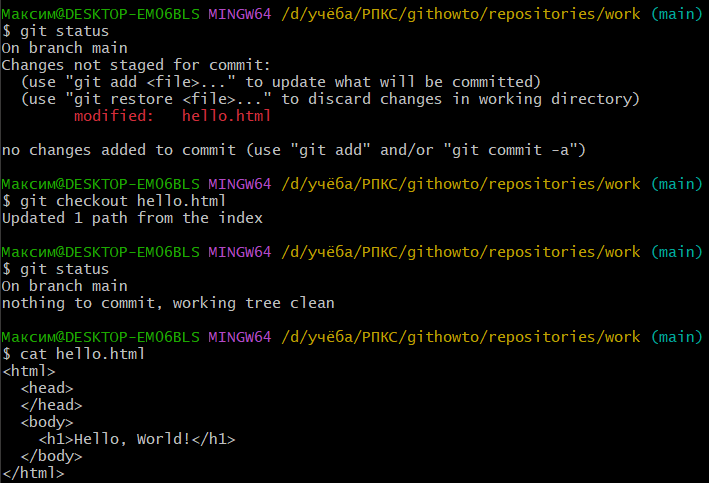 Максим@DESKTOP-EMO6BLS MINGW64 /d/учёба/РПКС/githowto/repositories/work (main)
$ git status
On branch main
Changes not staged for commit:
  (use "git add <file>..." to update what will be committed)
  (use "git restore <file>..." to discard changes in working directory)
        modified:   hello.html

no changes added to commit (use "git add" and/or "git commit -a")

Максим@DESKTOP-EMO6BLS MINGW64 /d/учёба/РПКС/githowto/repositories/work (main)
$ git checkout hello.html
Updated 1 path from the index

Максим@DESKTOP-EMO6BLS MINGW64 /d/учёба/РПКС/githowto/repositories/work (main)
$ git status
On branch main
nothing to commit, working tree clean

Максим@DESKTOP-EMO6BLS MINGW64 /d/учёба/РПКС/githowto/repositories/work (main)
$ cat hello.html
<html>
  <head>
  </head>
  <body>
    <h1>Hello, World!</h1>
  </body>
</html>